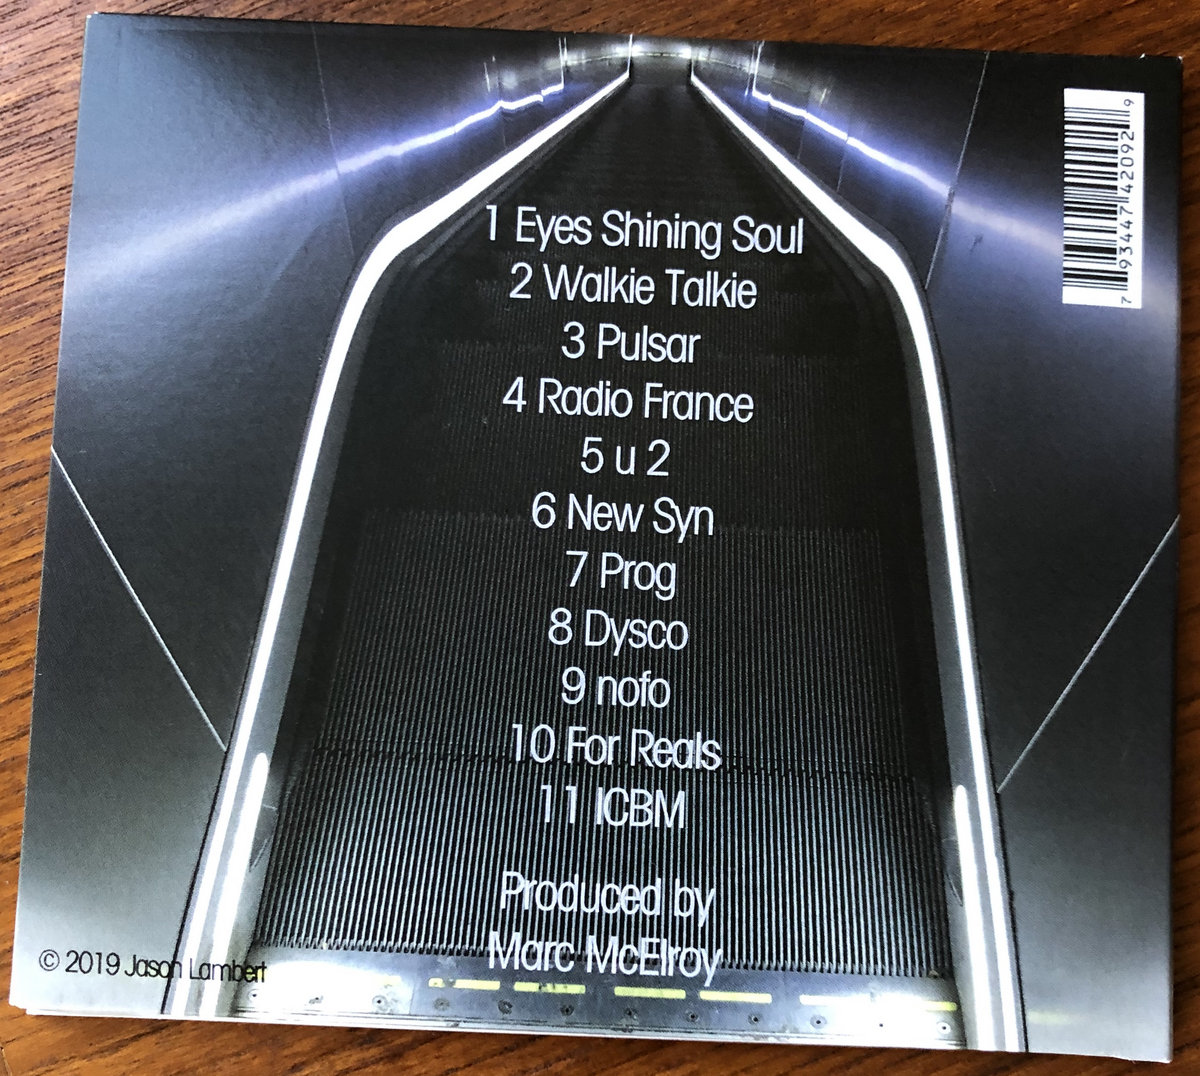 1 Eyes Shining Soul
2 Walkie Talkie
3 Pulsar
4 Radio France
5 u 2
6 New Syn
7 Prog
8 Dysco
9 nofo
10 For Reals
11 ICBM
Produced by
Marc McElroy
© 2019 Jason Lambert
7 93447 42092 9